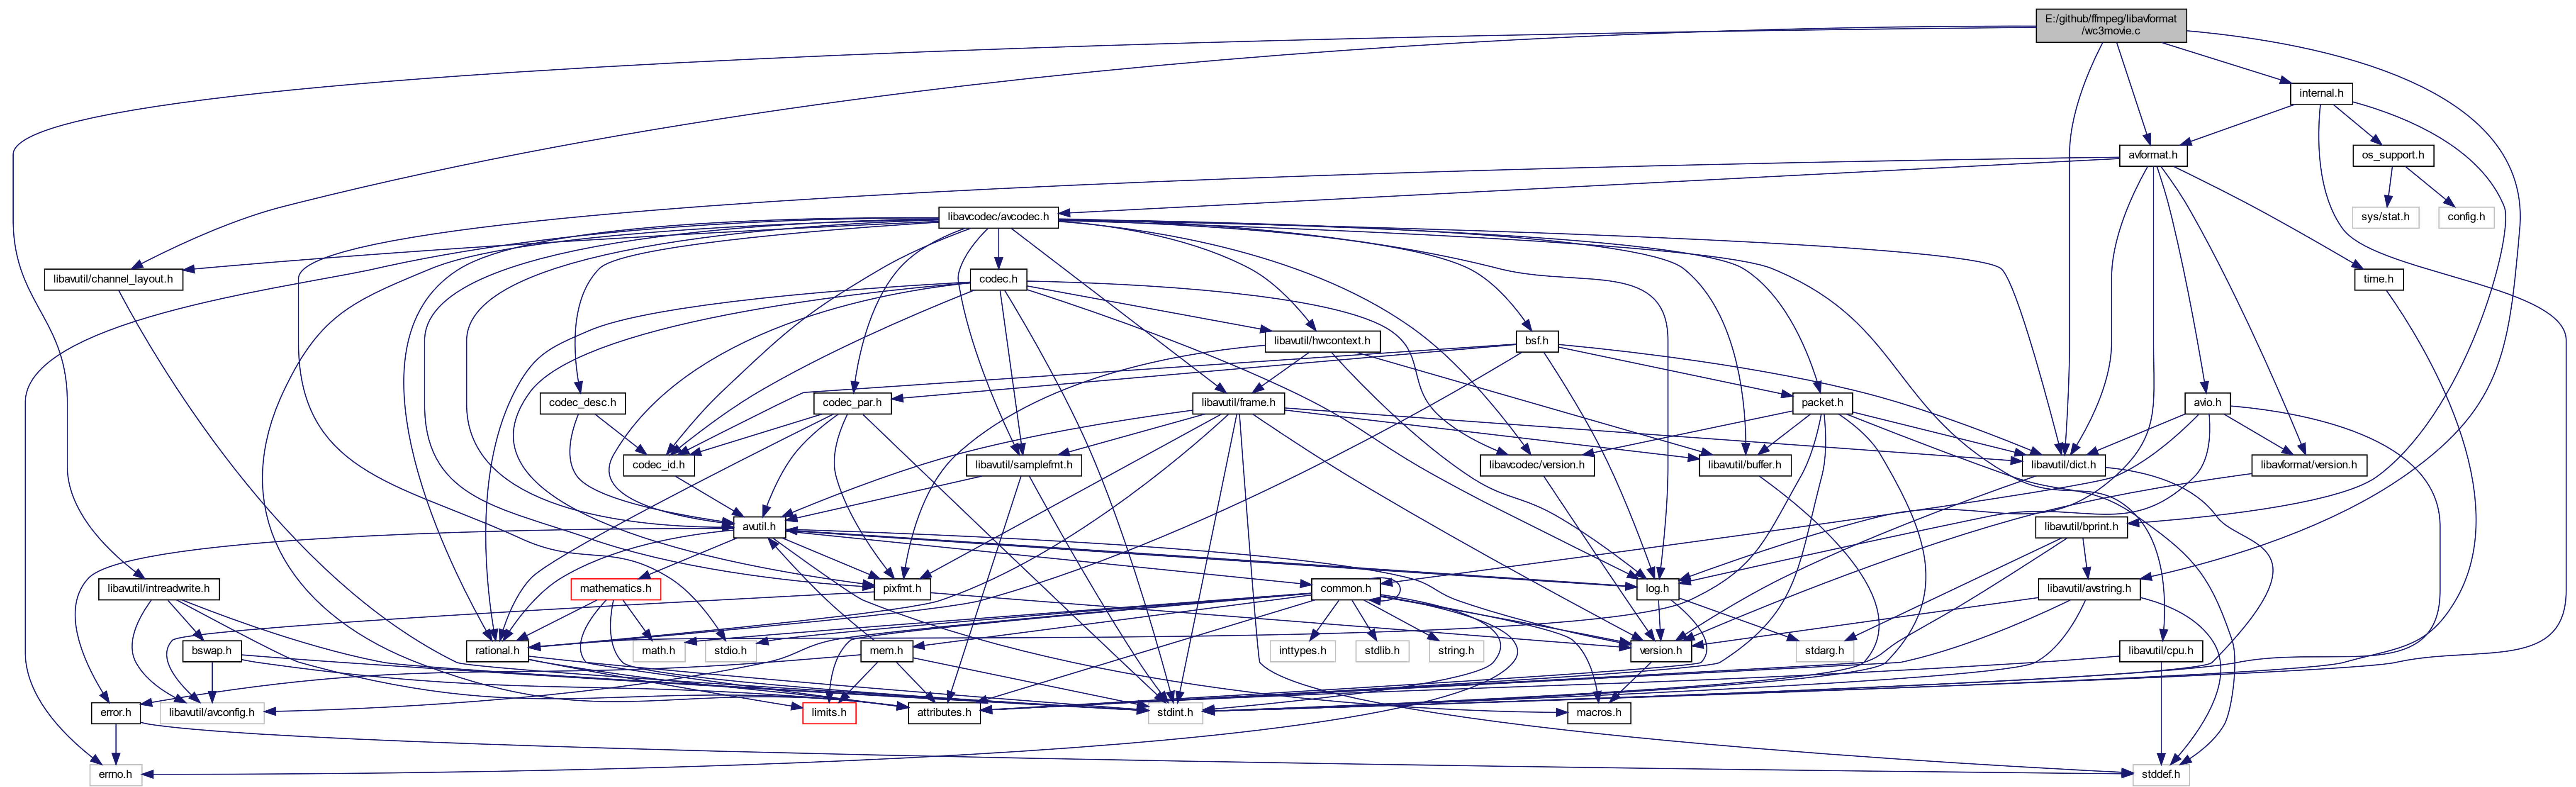 E:/github/ffmpeg/libavformat
/wc3movie.c
internal.h
avformat.h
os_support.h
libavcodec/avcodec.h
sys/stat.h
config.h
libavutil/channel_layout.h
codec.h
time.h
libavutil/hwcontext.h
bsf.h
codec_desc.h
codec_par.h
libavutil/frame.h
packet.h
avio.h
codec_id.h
libavutil/samplefmt.h
libavcodec/version.h
libavutil/buffer.h
libavutil/dict.h
libavformat/version.h
avutil.h
libavutil/bprint.h
libavutil/intreadwrite.h
mathematics.h
pixfmt.h
common.h
log.h
libavutil/avstring.h
bswap.h
rational.h
math.h
stdio.h
mem.h
inttypes.h
stdlib.h
string.h
version.h
stdarg.h
libavutil/cpu.h
error.h
libavutil/avconfig.h
limits.h
attributes.h
stdint.h
macros.h
errno.h
stddef.h